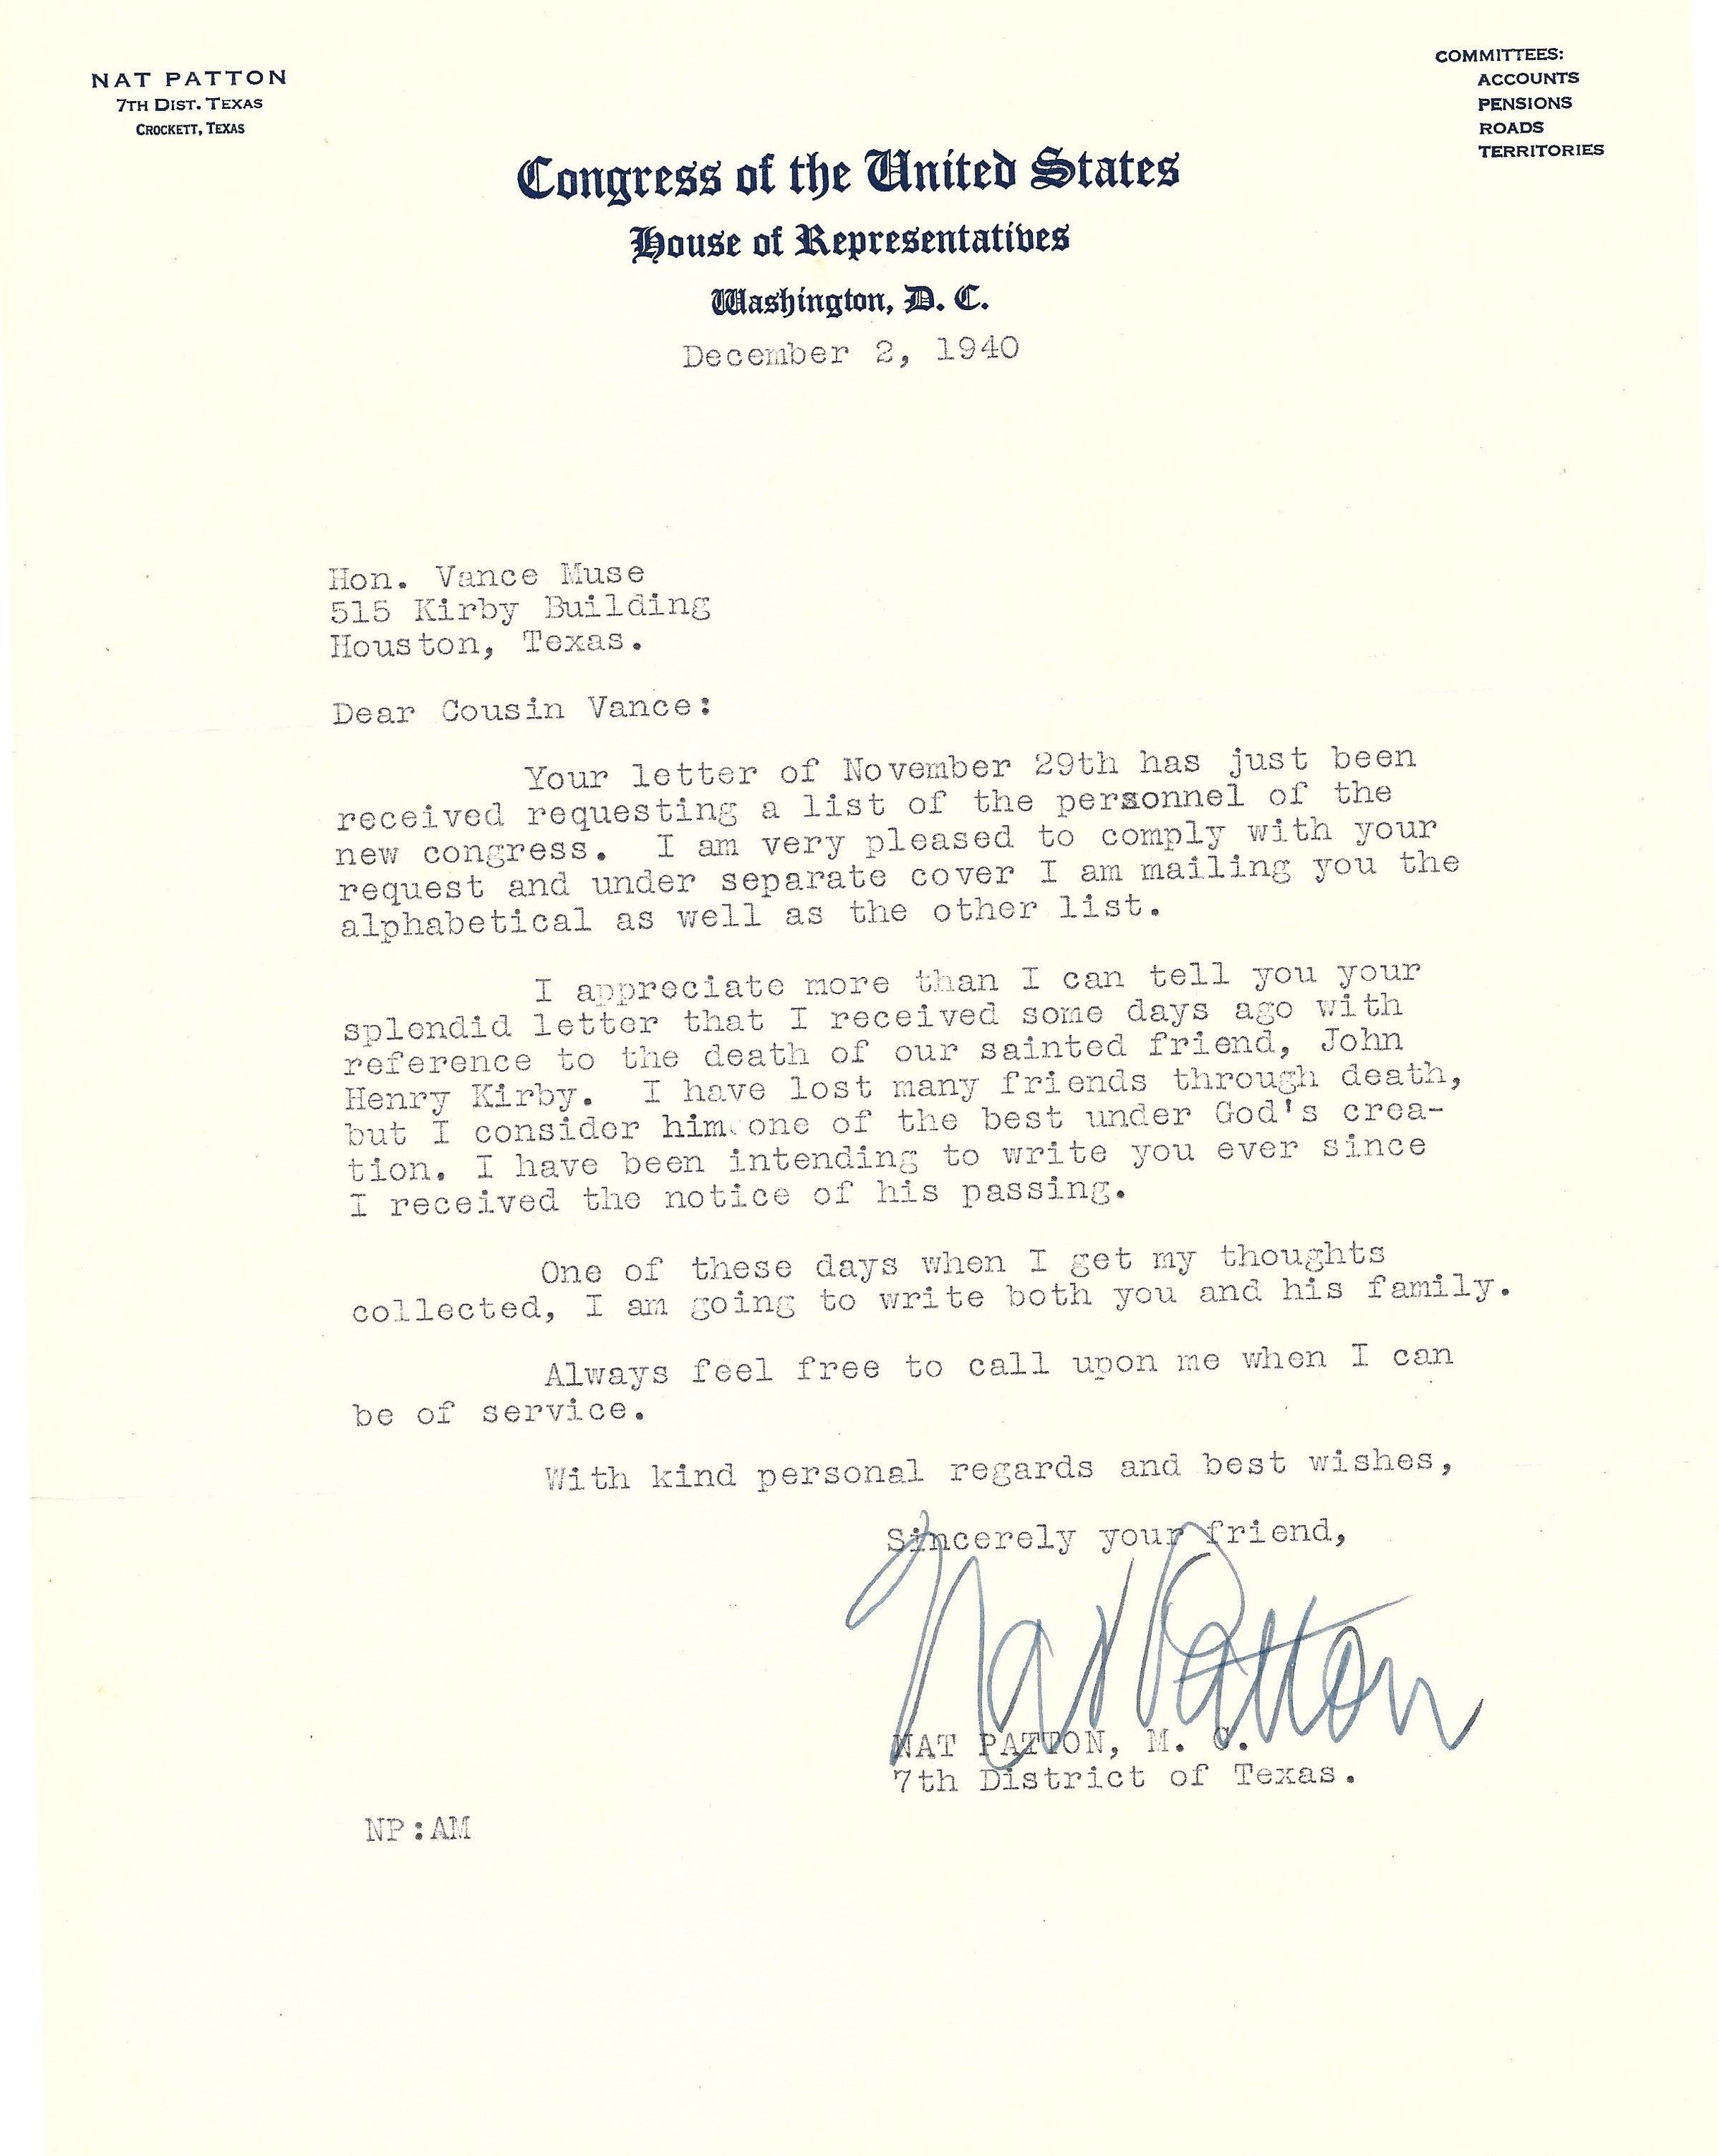 NAT PATTON
7TH DIST. TEXAS
CROCKETT, TEXAS
COMMITTEES:
ACCOUNTS
PENSIONS
ROADS
TERRITORIES
Congress of the United States
House of Representatives
Washington, D. C.
December 2, 1940
Hon. Vance Muse
515 Kirby Building
Houston, Texas.
Dear Cousin Vance:
Your letter of November 29th has just been
received requesting a list of the personnel of the
new congress. I am very pleased to comply with your
request and under separate cover I am mailing you the
alphabetical as well as the other list.
I appreciate more than I can tell you your
splendid letter that I received some days ago with
reference to the death of our sainted friend, John
Henry Kirby. I have lost many friends through death,
but I consider him one of the best under God's crea-
tion. I have been intending to write you ever since
I received the notice of his passing.
One of these days when I get my thoughts
collected, I am going to write both you and his family.
Always feel free to call upon me when I can
be of service.
With kind personal regards and best wishes,
Sincerely your friend,
Nat Patton
NAT PATTON, M. C.
7th District of Texas.
NP:AM